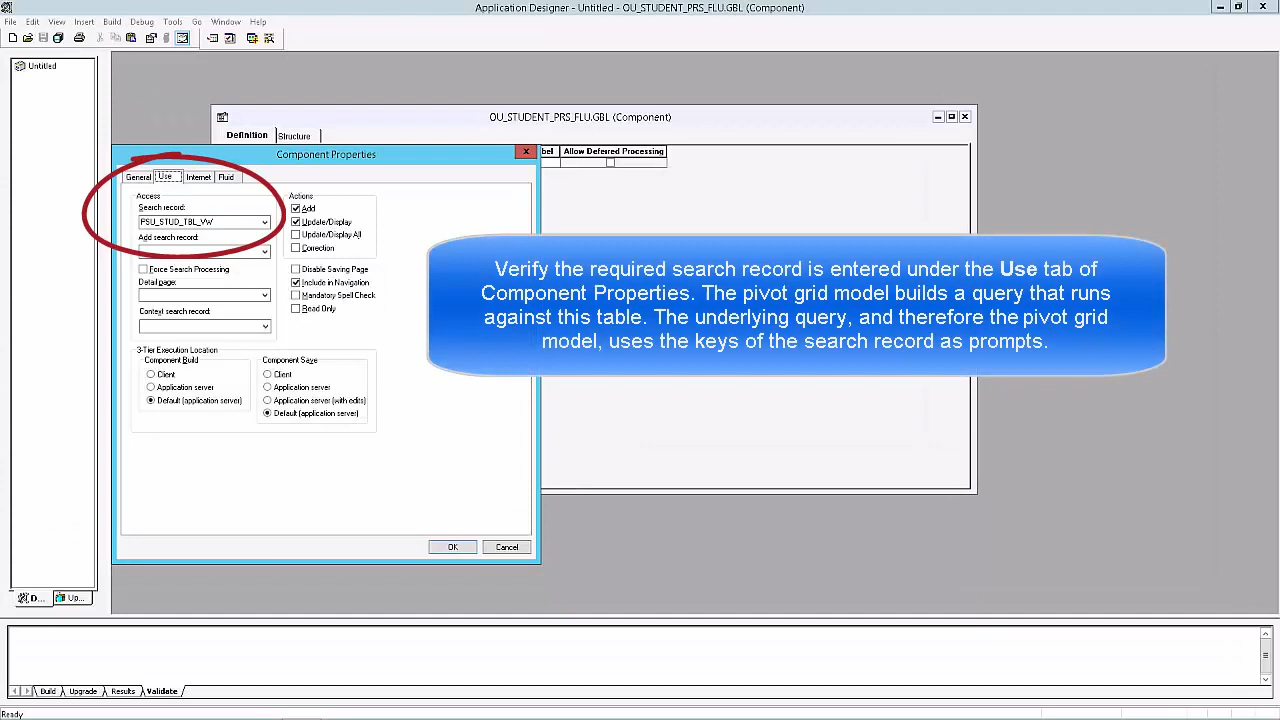 Application Designer - Untitled - OU_STUDENT_PRS_FLU.GBL (Component)
File Edit View Insert Build Debug Tools Go Window Help
Untitled
OU_STUDENT_PRS_FLU.GBL (Component)
Definition Structure
Component Properties
bel Allow Deferred Processing
General Use Internet Fluid
Access
Search record:
PSU_STUD_TBL_VW
Add search record:
Force Search Processing
Detail page:
Context search record:
Actions
Add
Update/Display
Update/Display All
Correction
Disable Saving Page
Include in Navigation
Mandatory Spell Check
Read Only
3-Tier Execution Location
Component Build
Client
Application server
Default (application server)
Component Save
Client
Application server
Application server (with edits)
Default (application server)
OK Cancel
Verify the required search record is entered under the Use tab of
Component Properties. The pivot grid model builds a query that runs
against this table. The underlying query, and therefore the pivot grid
model, uses the keys of the search record as prompts.
D... Up...
Build Upgrade Results Validate
Ready